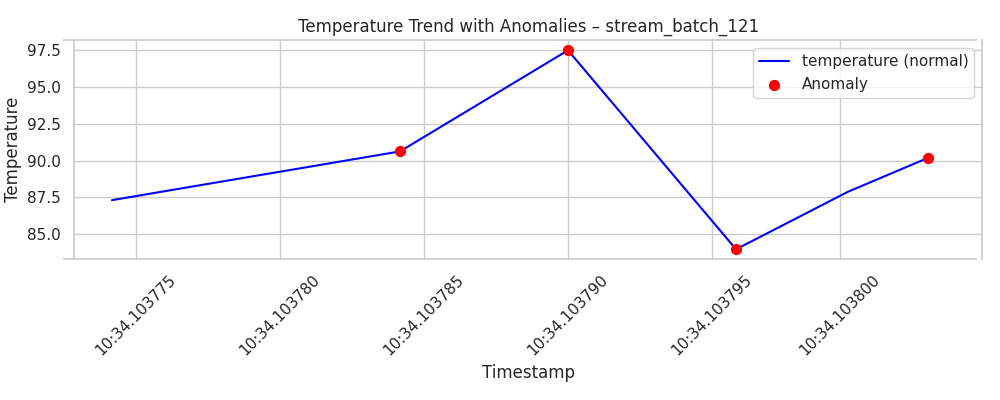 Temperature Trend with Anomalies – stream_batch_121
97.5
95.0
92.5
90.0
87.5
85.0
Temperature
temperature (normal)
Anomaly
10:34.103775
10:34.103780
10:34.103785
10:34.103790
10:34.103795
10:34.103800
Timestamp